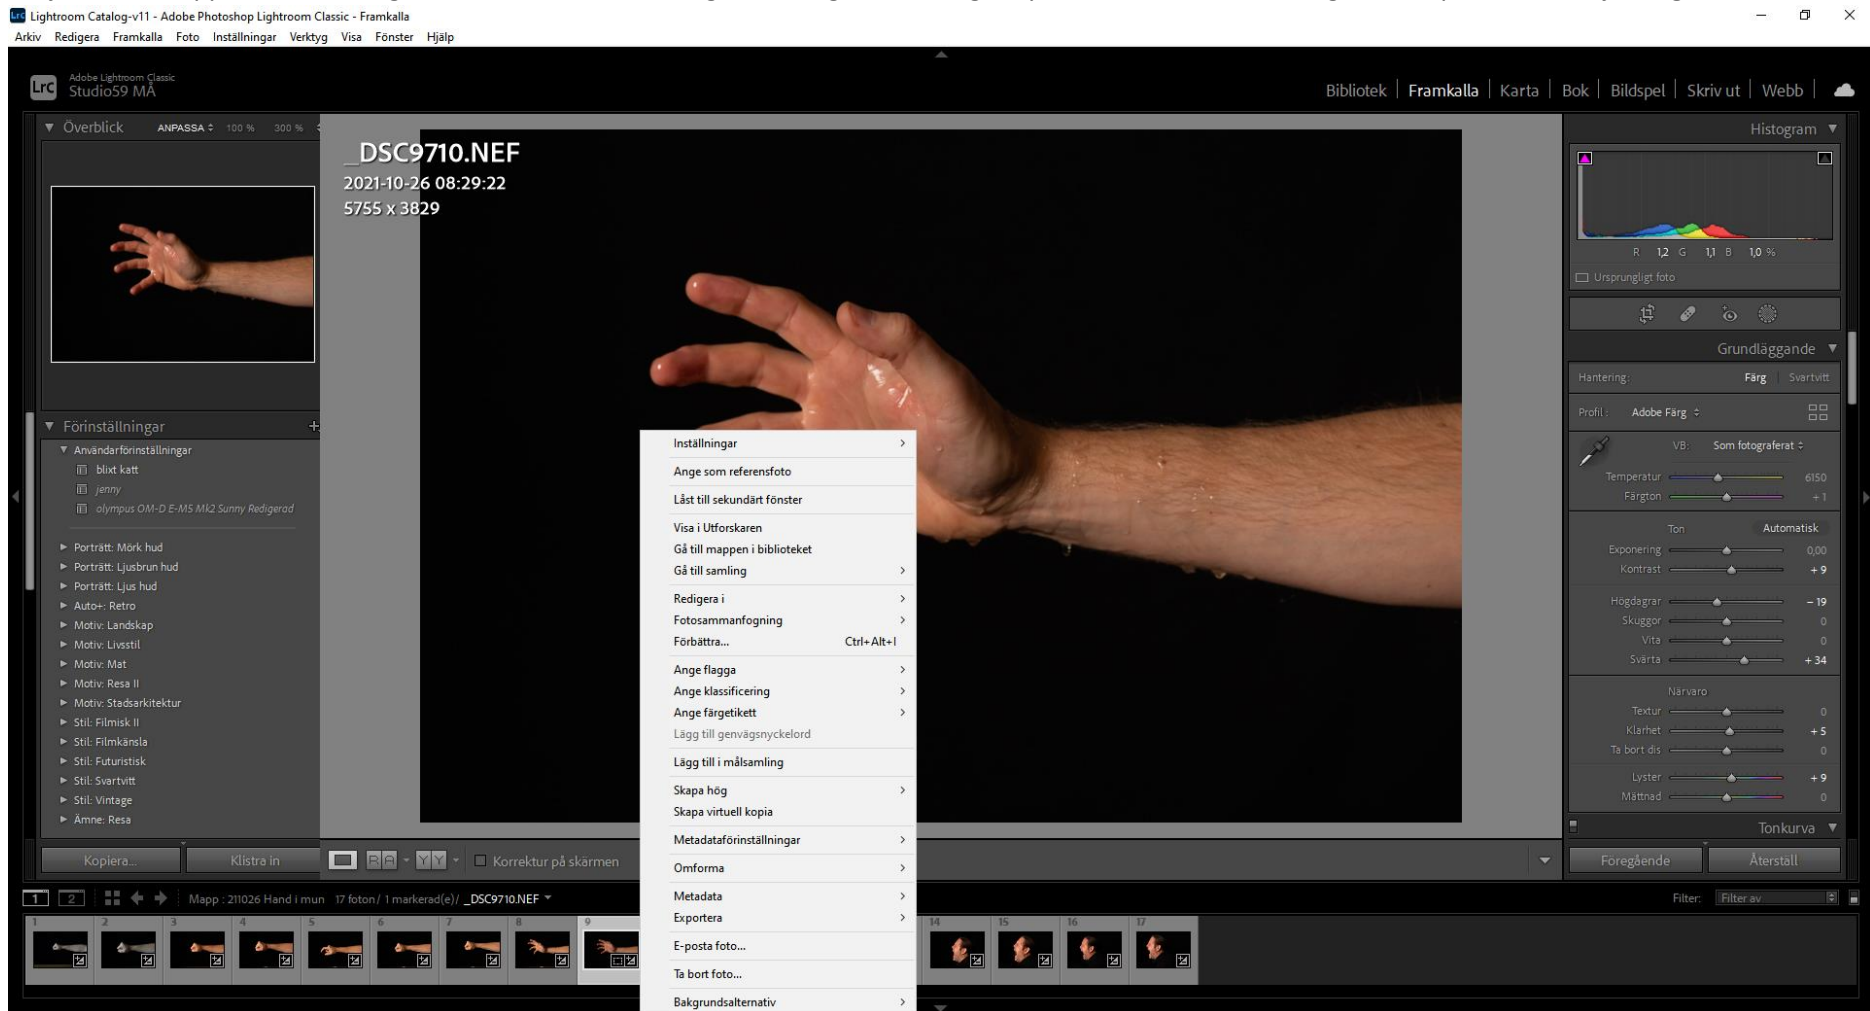 Lightroom Catalog-v11 - Adobe Photoshop Lightroom Classic - Framkalla
Arkiv Redigera Framkalla Foto Inställningar Verktyg Visa Fönster Hjälp
LrC
Adobe Lightroom Classic
Studio59 MÅ
Bibliotek | Framkalla | Karta | Bok | Bildspel | Skriv ut | Webb |
Överblick ANPASSA 100 % 300 %
_DSC9710.NEF
2021-10-26 08:29:22
5755 x 3829
Förinställningar +
Användarförinställningar
blixt katt
jenny
olympus OM-D E-M5 Mk2 Sunny Redigerad
Porträtt: Mörk hud
Porträtt: Ljusbrun hud
Porträtt: Ljus hud
Auto+: Retro
Motiv: Landskap
Motiv: Livsstil
Motiv: Mat
Motiv: Resa II
Motiv: Stadsarkitektur
Stil: Filmisk II
Stil: Filmkänsla
Stil: Futuristisk
Stil: Svartvitt
Stil: Vintage
Ämne: Resa
Kopiera... Klistra in
Inställningar
Ange som referensfoto
Låst till sekundärt fönster
Visa i Utforskaren
Gå till mappen i biblioteket
Gå till samling
Redigera i
Fotosammanfogning
Förbättra... Ctrl+Alt+I
Ange flagga
Ange klassificering
Ange färgetikett
Lägg till genvägsnyckelord
Lägg till i målsamling
Skapa hög
Skapa virtuell kopia
Metadataförinställningar
Omforma
Metadata
Exportera
E-posta foto...
Ta bort foto...
Bakgrundsalternativ
Histogram
R 1,2 G 1,1 B 1,0 %
Ursprungligt foto
Grundläggande
Hantering: Färg | Svartvitt
Profil : Adobe Färg
VB: Som fotograferat
Temperatur 6150
Färgton + 1
Ton Automatisk
Exponering 0,00
Kontrast + 9
Högdagrar – 19
Skuggor 0
Vita 0
Svärta + 34
Närvaro
Textur 0
Klarhet + 5
Ta bort dis 0
Lyster + 9
Mättnad 0
Tonkurva
Föregående Återställ
R A Y Y Korrektur på skärmen
1 2 Mapp : 211026 Hand i mun 17 foton / 1 markerad(e)/ _DSC9710.NEF Filter: Filter av
1 2 3 4 5 6 7 8 9 14 15 16 17